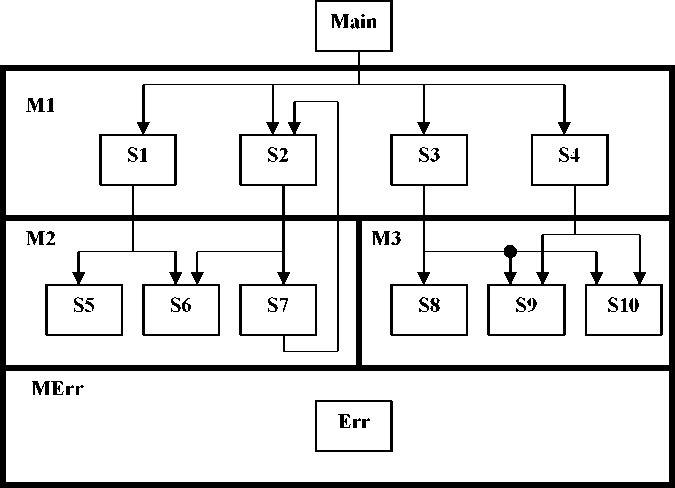 Main
M1
S1 S2 S3 S4
M2 M3
S5 S6 S7 S8 S9 S10
MErr
Err